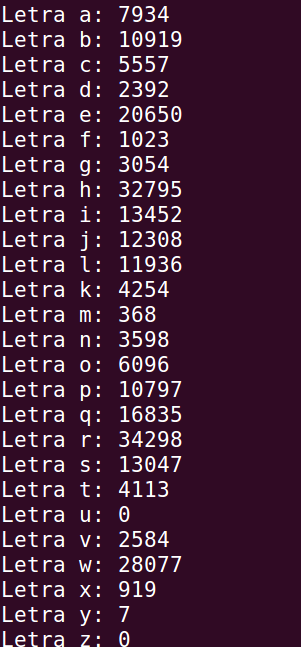 Letra a: 7934
Letra b: 10919
Letra c: 5557
Letra d: 2392
Letra e: 20650
Letra f: 1023
Letra g: 3054
Letra h: 32795
Letra i: 13452
Letra j: 12308
Letra l: 11936
Letra k: 4254
Letra m: 368
Letra n: 3598
Letra o: 6096
Letra p: 10797
Letra q: 16835
Letra r: 34298
Letra s: 13047
Letra t: 4113
Letra u: 0
Letra v: 2584
Letra w: 28077
Letra x: 919
Letra y: 7
Letra z: 0